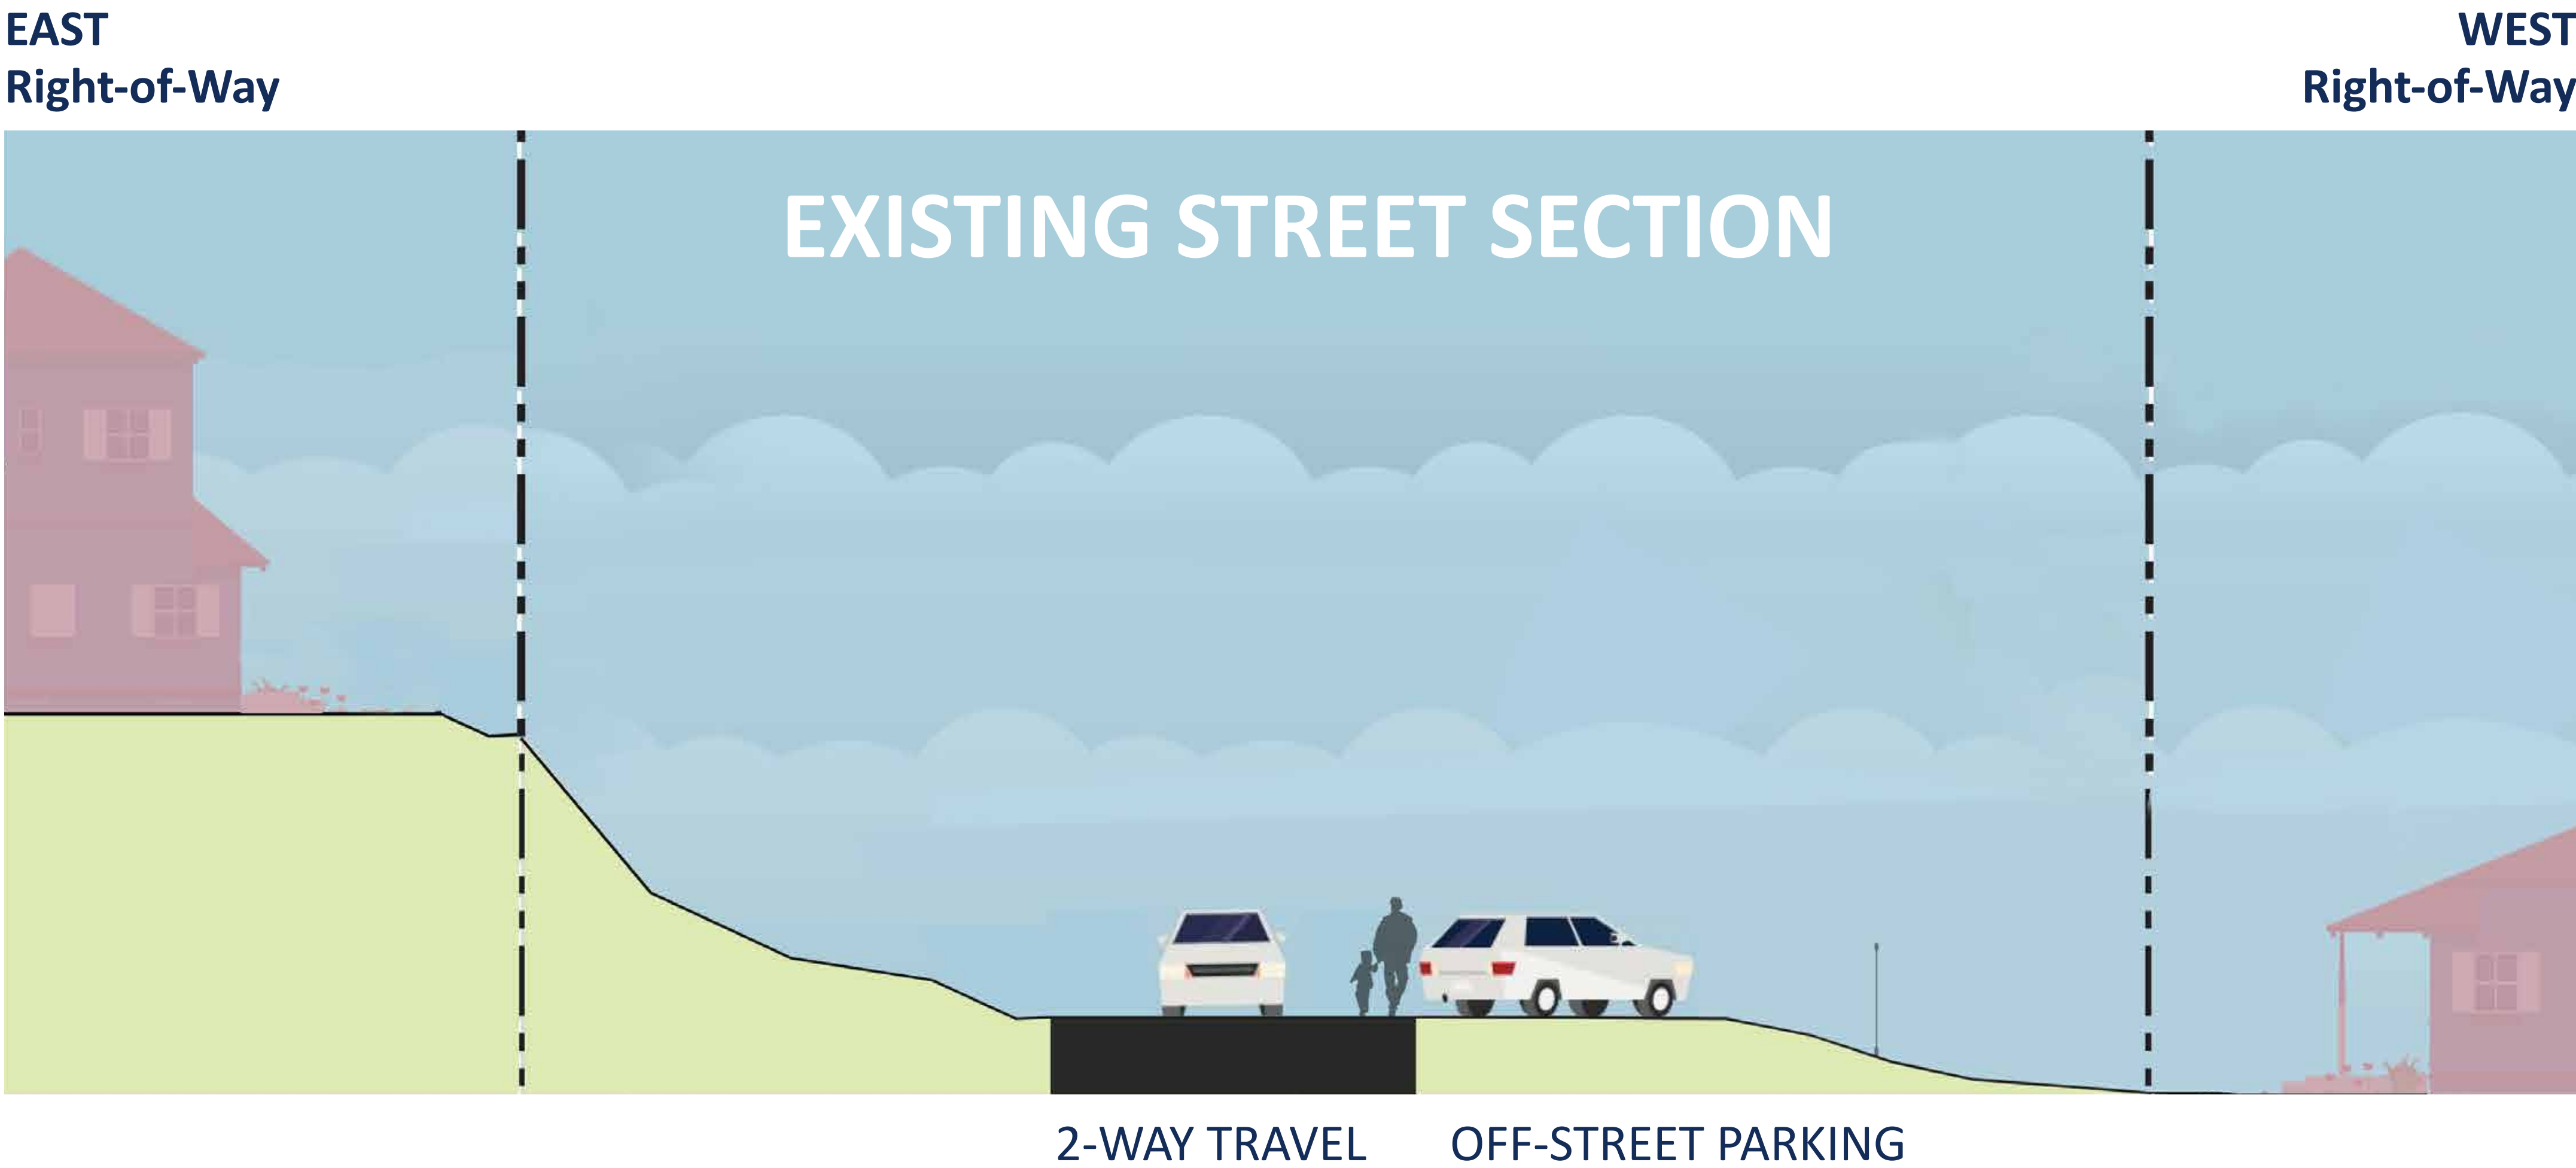 EAST
Right-of-Way
WEST
Right-of-Way
EXISTING STREET SECTION
2-WAY TRAVEL
OFF-STREET PARKING